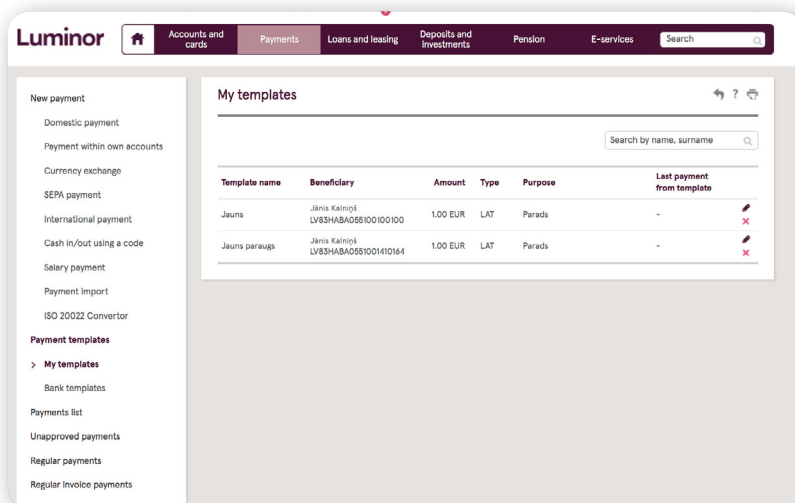 Luminor
Accounts and
cards
Payments
Loans and leasing
Deposits and
investments
Pension
E-services
Search
New payment
Domestic payment
Payment within own accounts
Currency exchange
SEPA payment
International payment
Cash in/out using a code
Salary payment
Payment import
ISO 20022 Convertor
Payment templates
> My templates
Bank templates
Payments list
Unapproved payments
Regular payments
Regular invoice payments
My templates
?
Search by name, surname
Template name Beneficiary Amount Type Purpose Last payment
from template
Jauns Jānis Kalniņš 1.00 EUR LAT Parads -
LV83HABA055100100100
Jauns paraugs Jānis Kalniņš 1.00 EUR LAT Parads -
LV83HABA0551001410164